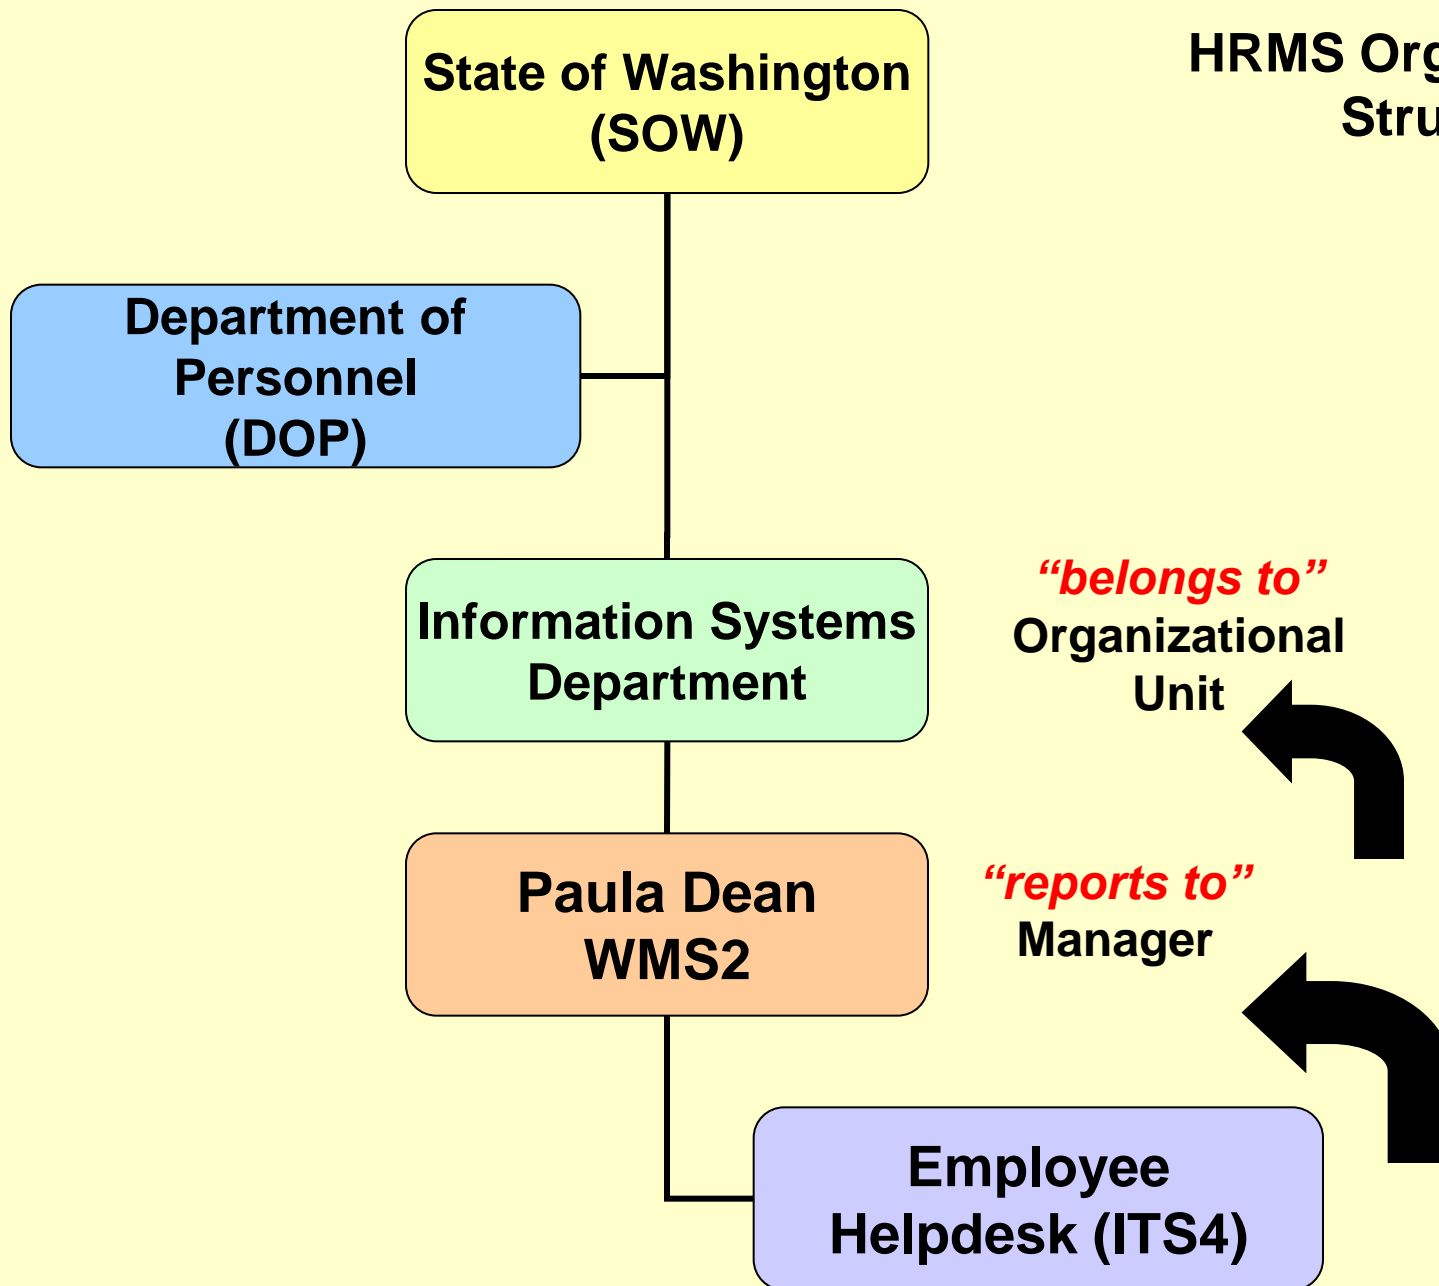 State of Washington
(SOW)
HRMS Org
Stru
Department of
Personnel
(DOP)
Information Systems
Department
“belongs to”
Organizational
Unit
Paula Dean
WMS2
“reports to”
Manager
Employee
Helpdesk (ITS4)